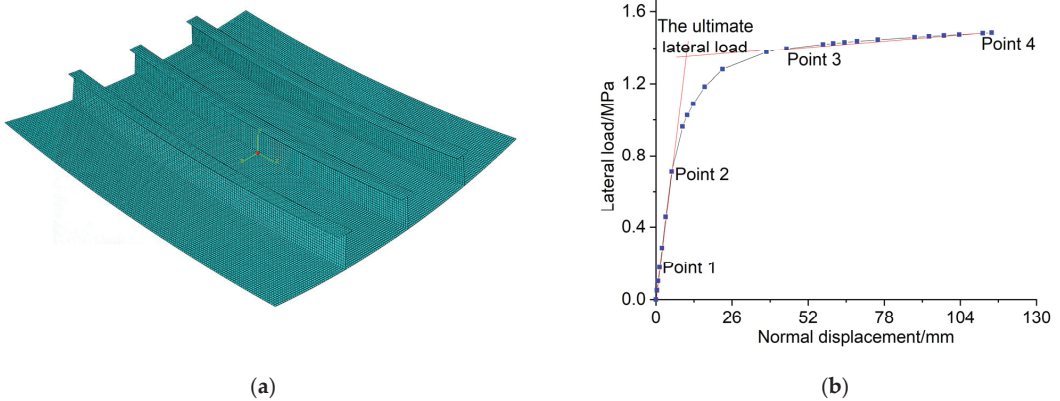 1.6
1.2
0.8
0.4
0.0
Lateral load/MPa
The ultimate
lateral load
Point 3
Point 4
Point 2
Point 1
0
26
52
78
104
130
Normal displacement/mm
(a)
(b)